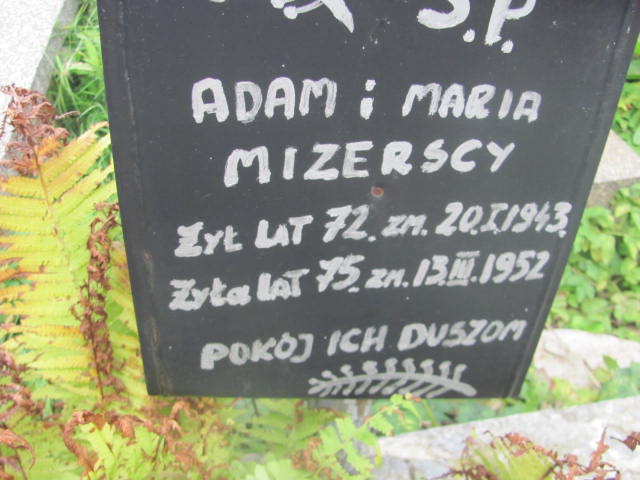 Ś.P.
ADAM i MARIA
MIZERSCY
ŻYŁ LAT 72. zm. 20.I.1943.
Żyła LAT 75. zm. 13.III.1952
POKÓJ ICH DUSZOM